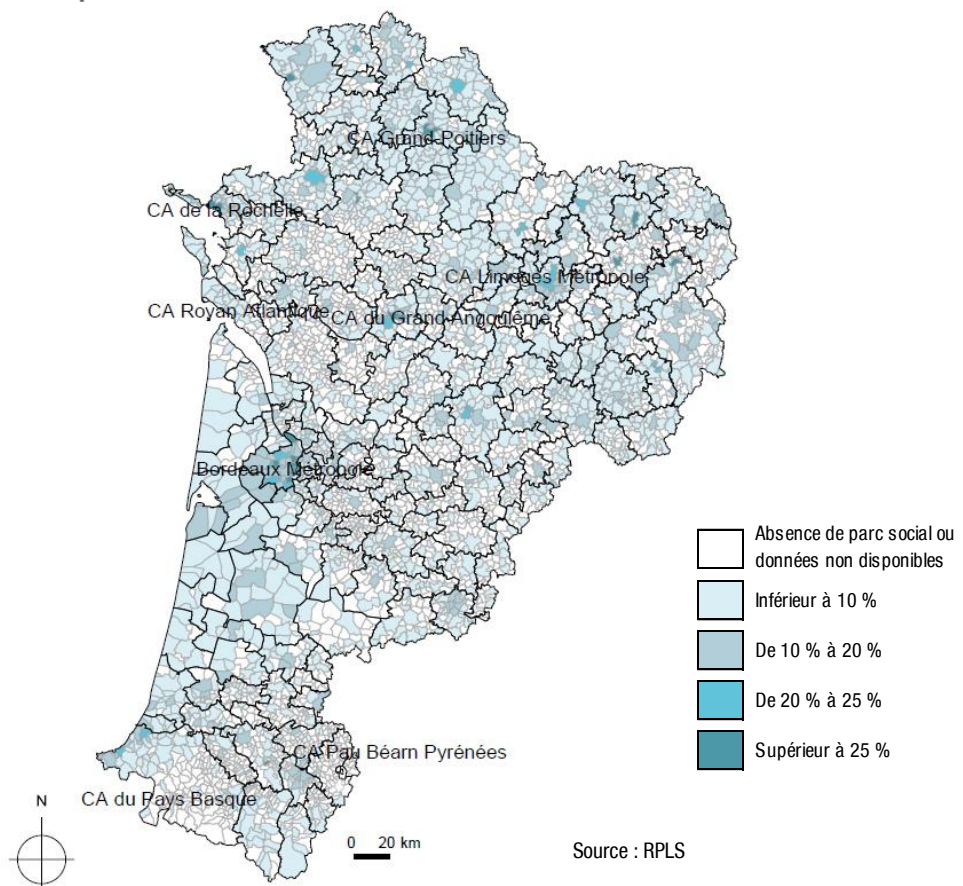 CA Grand Poitiers
CA de la Rochelle
CA Limoges Métropole
CA Royan Atlantique
CA du Grand Angoulême
Bordeaux Métropole
Absence de parc social ou
données non disponibles
Inférieur à 10 %
De 10 % à 20 %
De 20 % à 25 %
Supérieur à 25 %
CA Pau Béarn Pyrénées
CA du Pays Basque
N
0 20 km
Source : RPLS